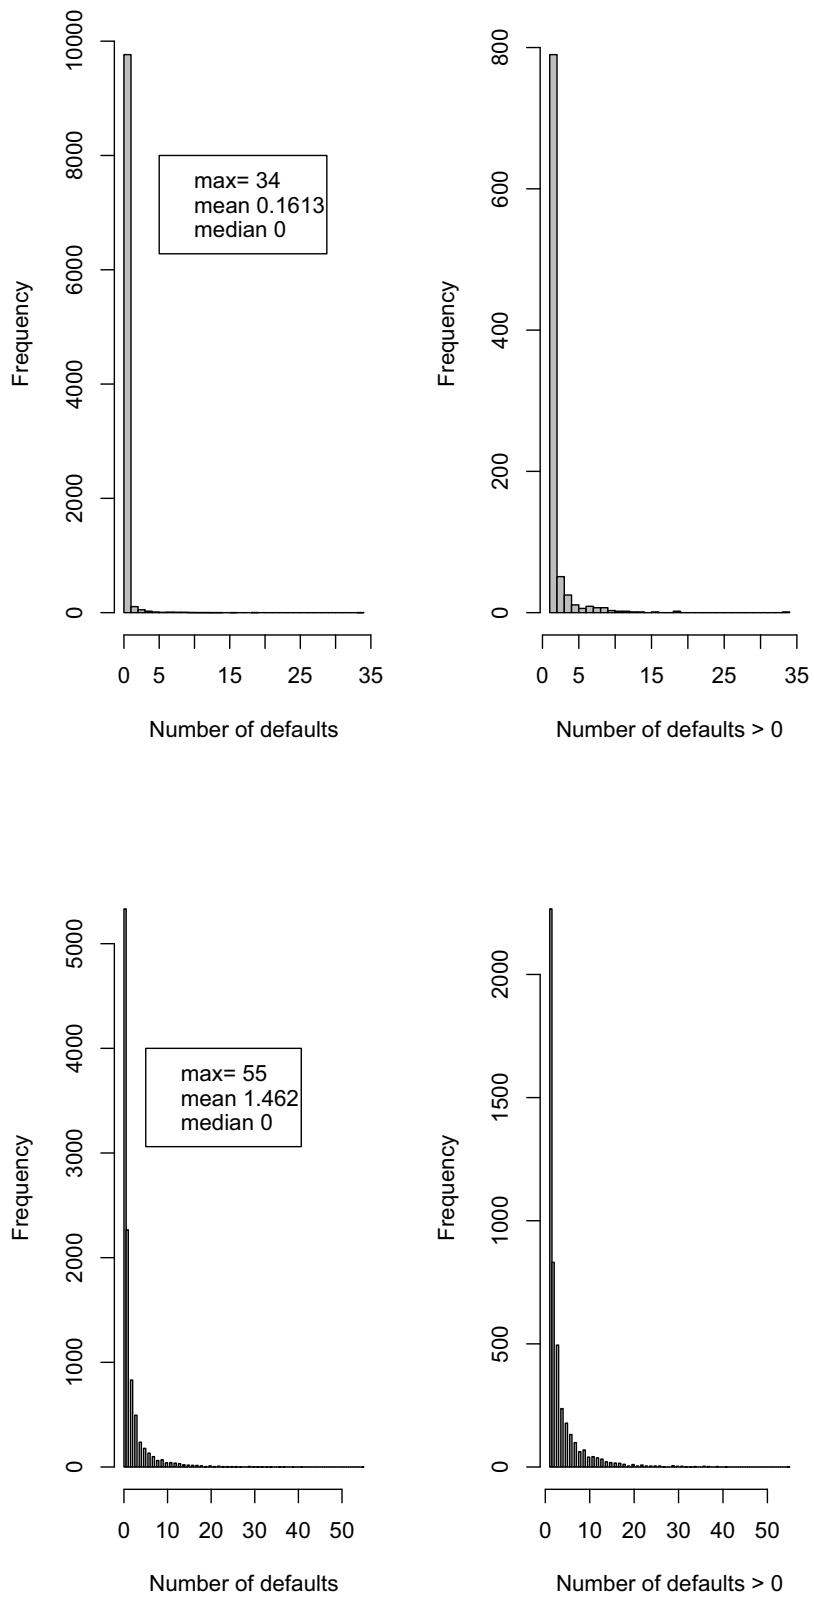 10000
8000
6000
4000
2000
0
Frequency
max= 34
mean 0.1613
median 0
0 5 15 25 35
Number of defaults
800
600
400
200
0
Frequency
0 5 15 25 35
Number of defaults > 0
5000
4000
3000
2000
1000
0
Frequency
max= 55
mean 1.462
median 0
0 10 20 30 40 50
Number of defaults
2000
1500
1000
500
0
Frequency
0 10 20 30 40 50
Number of defaults > 0